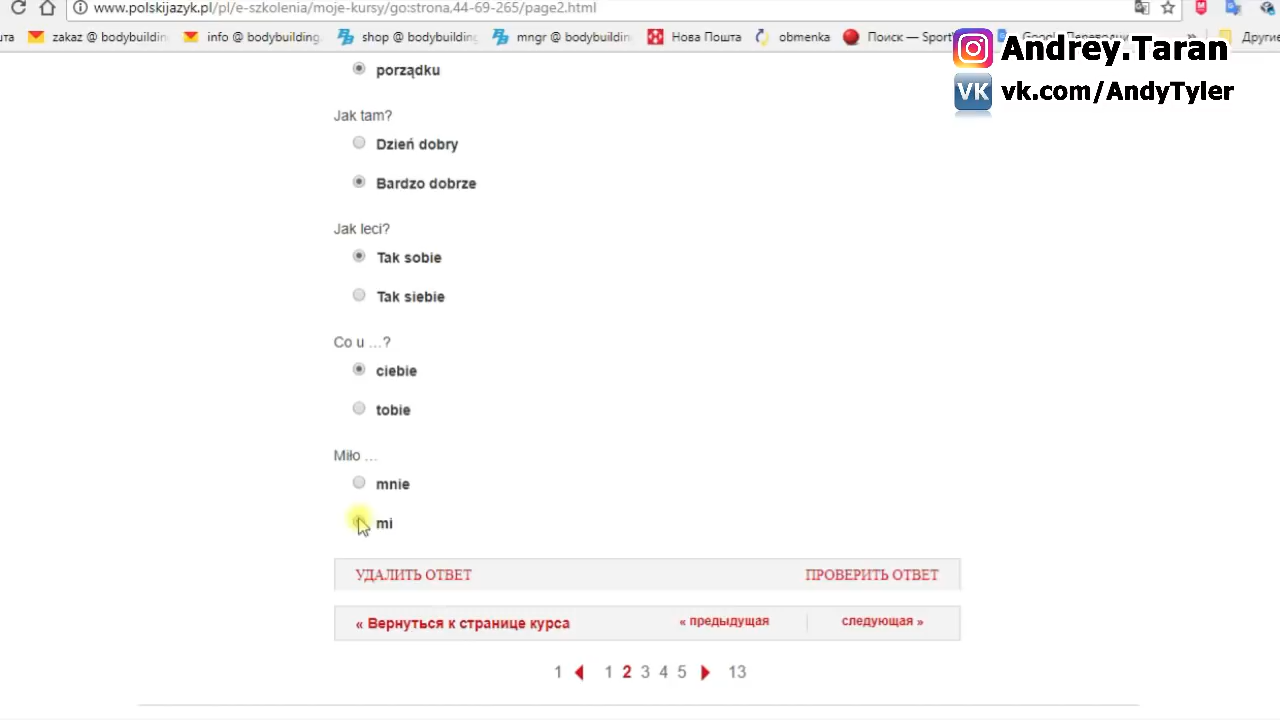 www.polskijazyk.pl/pl/e-szkolenia/moje-kursy/go:strona,44-69-265/page2.html
та zakaz @ bodybuildin info @ bodybuilding. shop @ bodybuilding mngr @ bodybuildin Нова Пошта obmenka Поиск — Sport » Другие
Andrey.Taran
VK vk.com/AndyTyler
porządku
Jak tam?
Dzień dobry
Bardzo dobrze
Jak leci?
Tak sobie
Tak siebie
Co u ...?
ciebie
tobie
Miło ...
mnie
mi
УДАЛИТЬ ОТВЕТ ПРОВЕРИТЬ ОТВЕТ
« Вернуться к странице курса « предыдущая следующая »
1 1 2 3 4 5 13